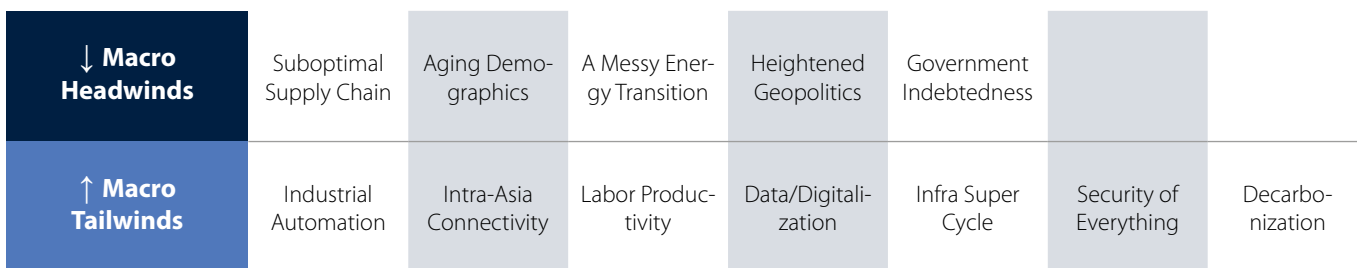 ↓ Macro
Headwinds
Suboptimal
Supply Chain
Aging Demo-
graphics
A Messy Ener-
gy Transition
Heightened
Geopolitics
Government
Indebtedness
↑ Macro
Tailwinds
Industrial
Automation
Intra-Asia
Connectivity
Labor Produc-
tivity
Data/Digitali-
zation
Infra Super
Cycle
Security of
Everything
Decarbo-
nization